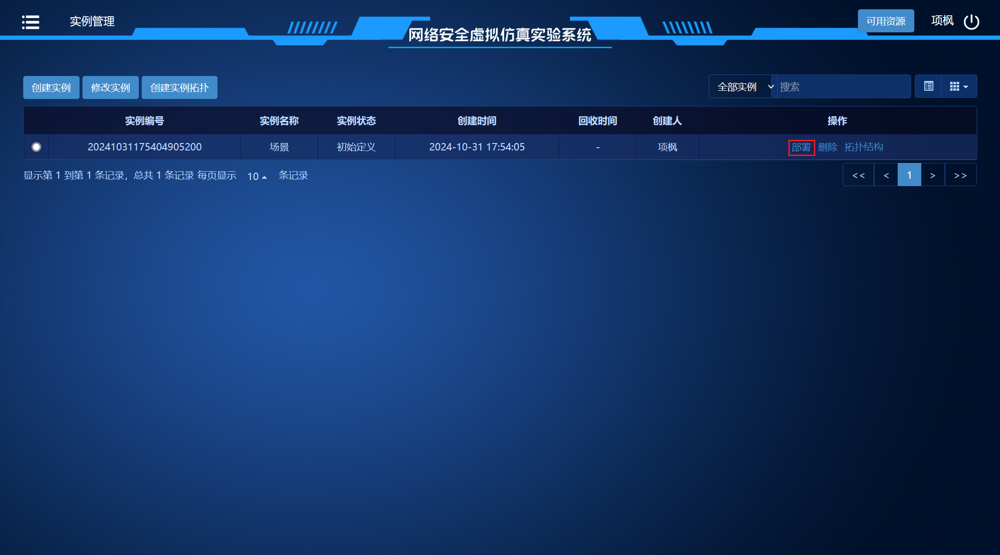 实例管理
网络安全虚拟仿真实验系统
可用资源 项枫
创建实例 修改实例 创建实例拓扑 全部实例 搜索
实例编号 实例名称 实例状态 创建时间 回收时间 创建人 操作
20241031175404905200 场景 初始定义 2024-10-31 17:54:05 - 项枫 部署 删除 拓扑结构
显示第 1 到第 1 条记录，总共 1 条记录 每页显示 10 条记录 << < 1 > >>